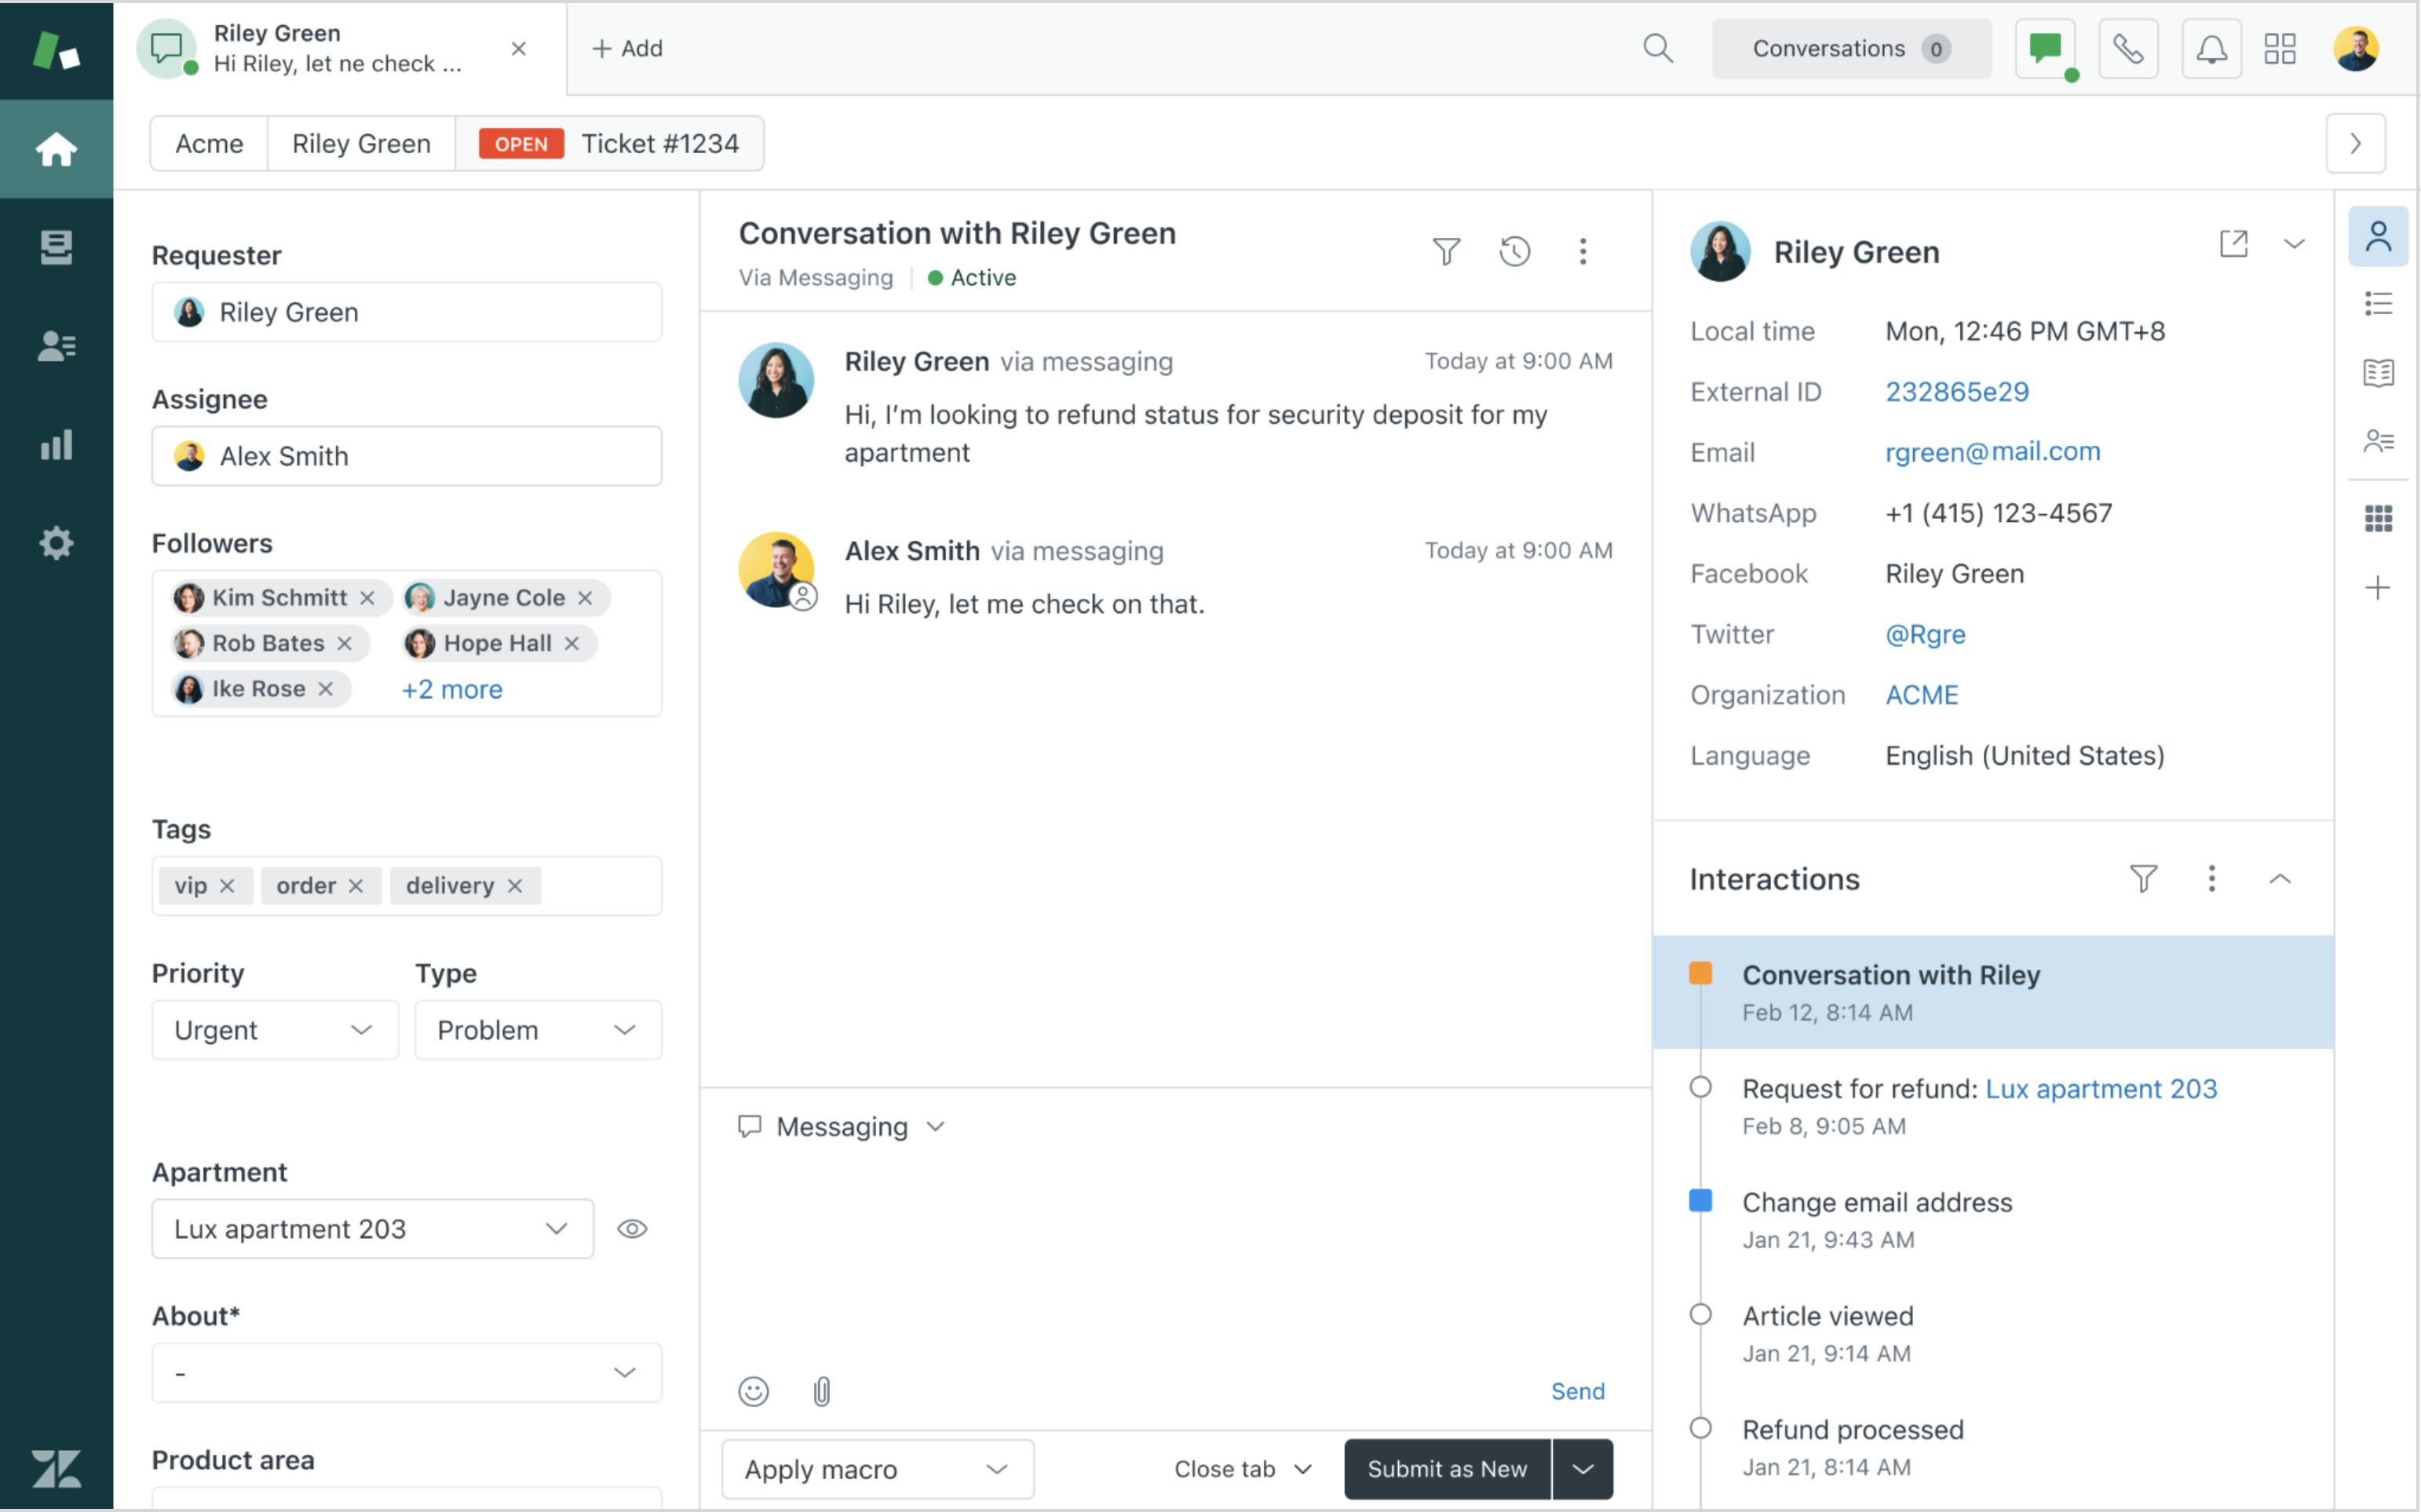 Riley Green
Hi Riley, let ne check ...
+ Add
Conversations 0
Acme
Riley Green
OPEN Ticket #1234
Requester
Riley Green
Assignee
Alex Smith
Followers
Kim Schmitt
Jayne Cole
Rob Bates
Hope Hall
Ike Rose
+2 more
Tags
vip
order
delivery
Priority
Type
Urgent
Problem
Apartment
Lux apartment 203
About*
-
Product area
Conversation with Riley Green
Via Messaging
Active
Riley Green via messaging
Today at 9:00 AM
Hi, I’m looking to refund status for security deposit for my
apartment
Alex Smith via messaging
Today at 9:00 AM
Hi Riley, let me check on that.
Messaging
Send
Apply macro
Close tab
Submit as New
Riley Green
Local time Mon, 12:46 PM GMT+8
External ID 232865e29
Email rgreen@mail.com
WhatsApp +1 (415) 123-4567
Facebook Riley Green
Twitter @Rgre
Organization ACME
Language English (United States)
Interactions
Conversation with Riley
Feb 12, 8:14 AM
Request for refund: Lux apartment 203
Feb 8, 9:05 AM
Change email address
Jan 21, 9:43 AM
Article viewed
Jan 21, 9:14 AM
Refund processed
Jan 21, 8:14 AM